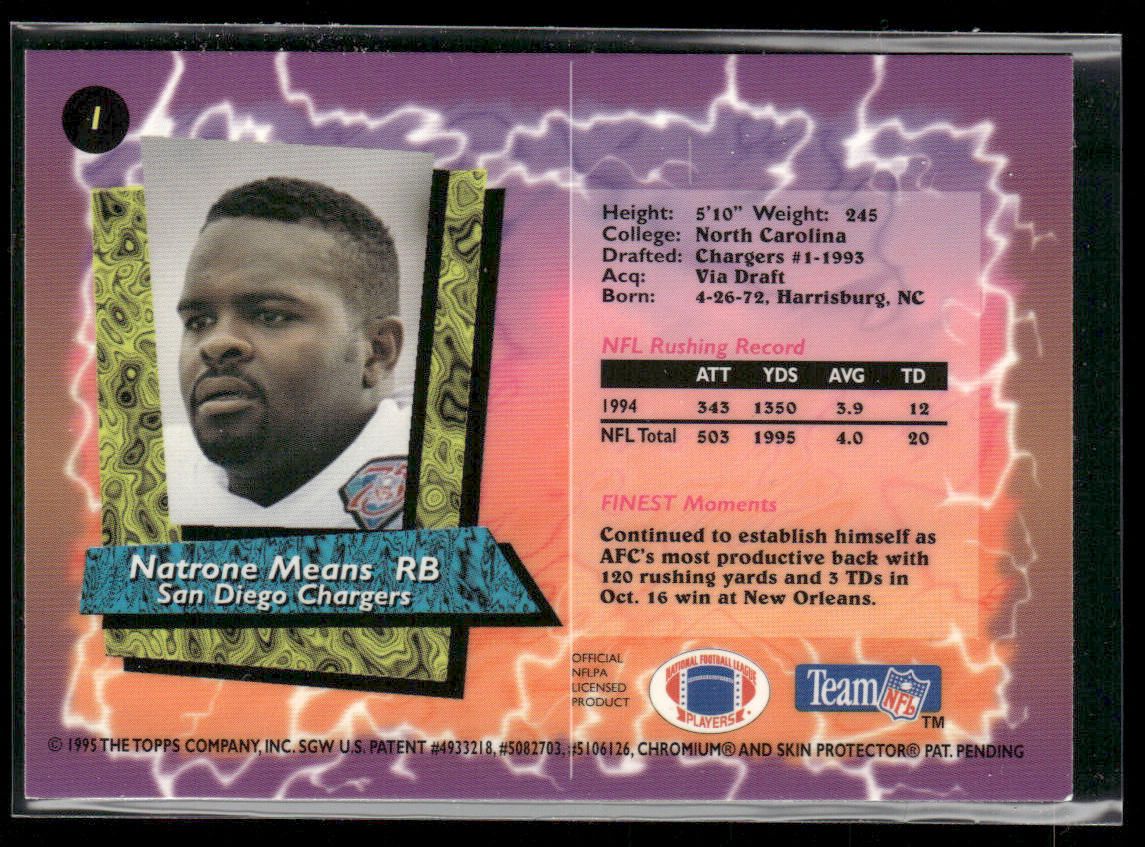 1
Natrone Means RB
San Diego Chargers
Height: 5'10" Weight: 245
College: North Carolina
Drafted: Chargers #1-1993
Acq: Via Draft
Born: 4-26-72, Harrisburg, NC
NFL Rushing Record
ATT YDS AVG TD
1994 343 1350 3.9 12
NFL Total 503 1995 4.0 20
FINEST Moments
Continued to establish himself as
AFC's most productive back with
120 rushing yards and 3 TDs in
Oct. 16 win at New Orleans.
OFFICIAL
NFLPA
LICENSED
PRODUCT
NATIONAL FOOTBALL LEAGUE
PLAYERS
Team NFL
TM
© 1995 THE TOPPS COMPANY, INC. SGW U.S. PATENT #4933218, #5082703, #5106126, CHROMIUM® AND SKIN PROTECTOR® PAT. PENDING